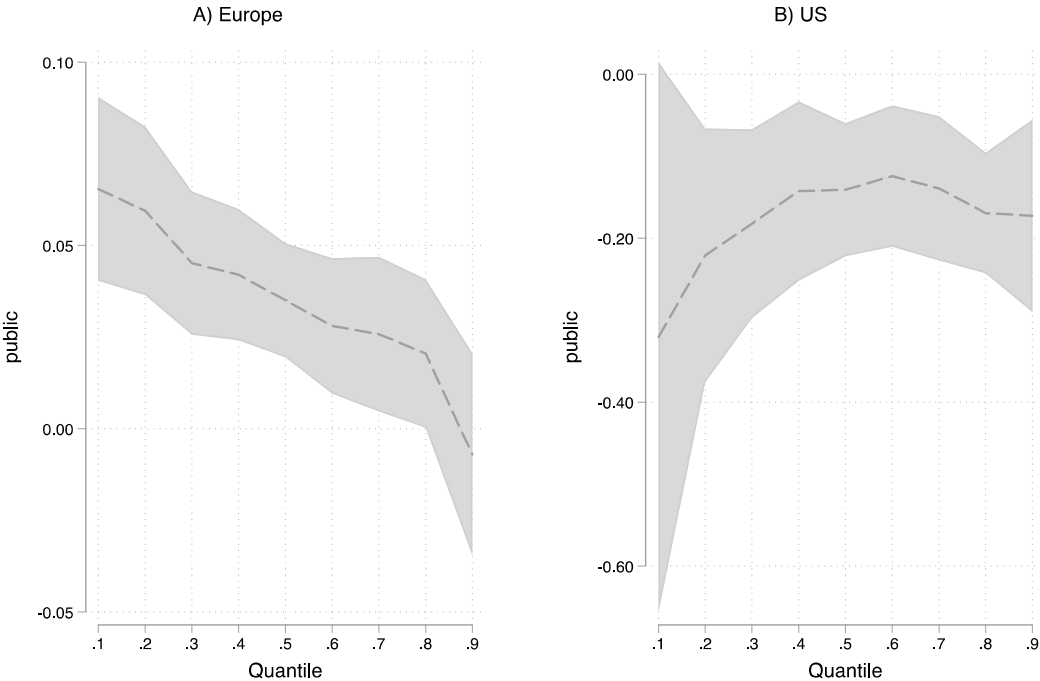 A) Europe
0.10
0.05
0.00
-0.05
public
.1 .2 .3 .4 .5 .6 .7 .8 .9
Quantile
B) US
0.00
-0.20
-0.40
-0.60
public
.1 .2 .3 .4 .5 .6 .7 .8 .9
Quantile